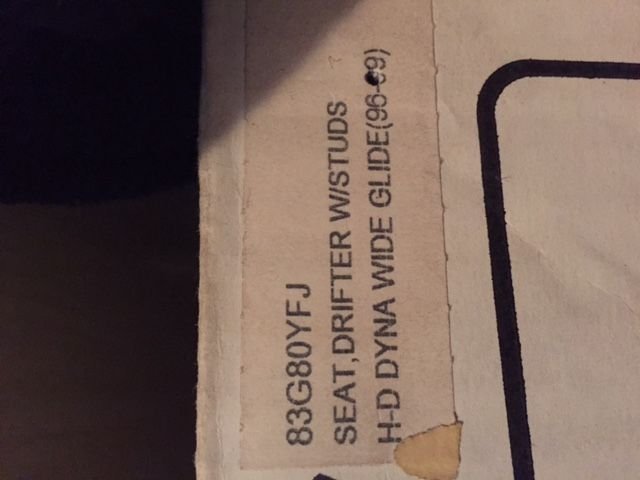 83G80YFJ
SEAT,DRIFTER W/STUDS
H-D DYNA WIDE GLIDE(96-99)